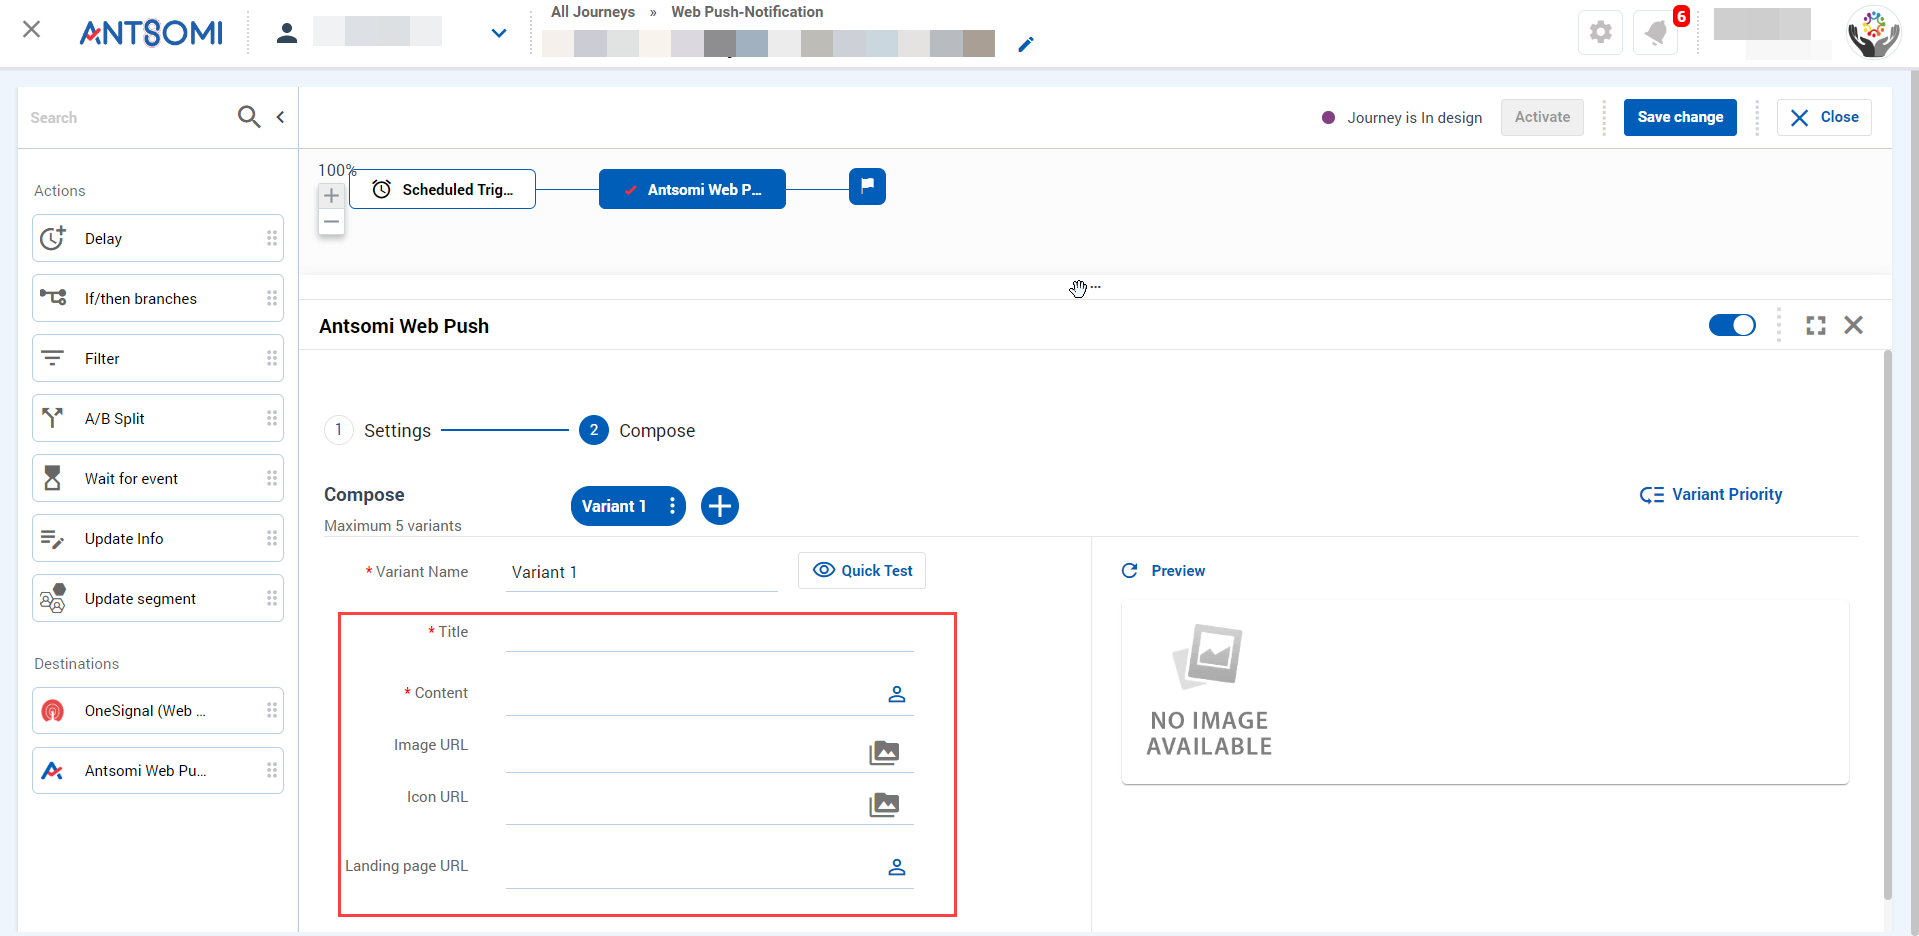 ANTSOMI
All Journeys » Web Push-Notification
6
Search
Journey is In design
Activate
Save change
Close
100%
Scheduled Trig...
Antsomi Web P...
Actions
Delay
If/then branches
Filter
A/B Split
Wait for event
Update Info
Update segment
Destinations
OneSignal (Web ...
Antsomi Web Pu...
...
Antsomi Web Push
1 Settings
2 Compose
Compose
Maximum 5 variants
Variant 1
Variant Priority
* Variant Name
Variant 1
Quick Test
* Title
* Content
Image URL
Icon URL
Landing page URL
Preview
NO IMAGE
AVAILABLE